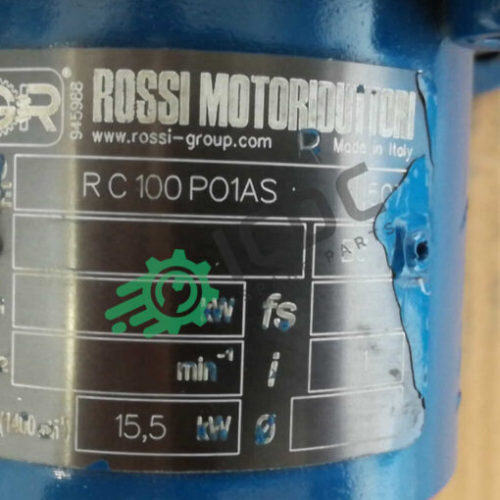 ROSSI MOTORIDUTTORI
945988
www.rossi-group.com Made in Italy
R C 100 P01AS
kW fs
min⁻¹ i
15,5 kW Ø